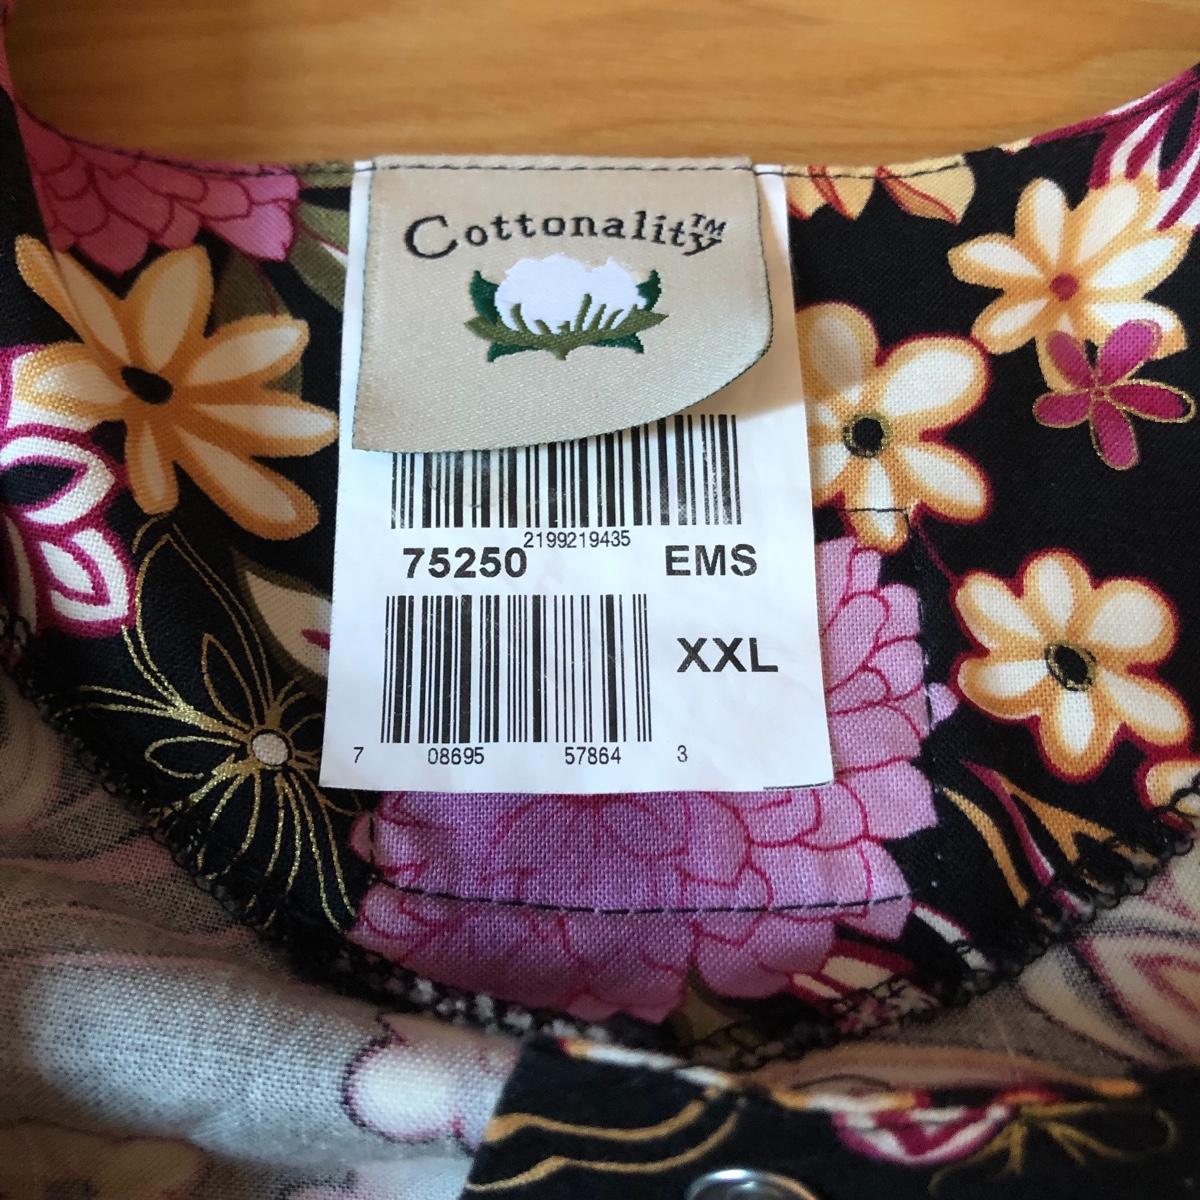 Cottonality™
2199219435
75250 EMS
XXL
7 08695 57864 3